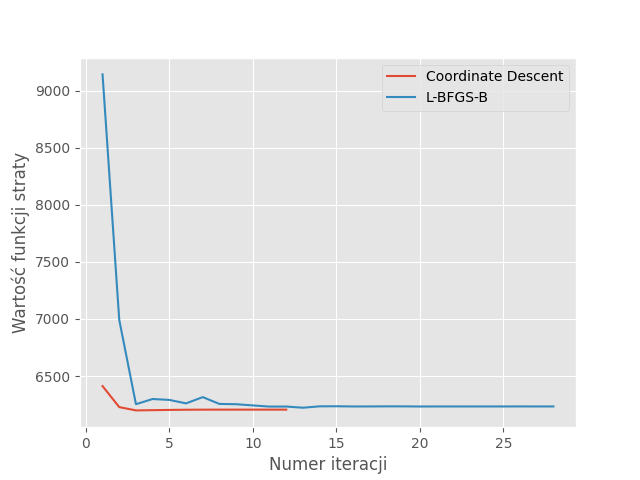 Coordinate Descent
L-BFGS-B
9000
8500
8000
7500
7000
6500
Wartość funkcji straty
0 5 10 15 20 25
Numer iteracji